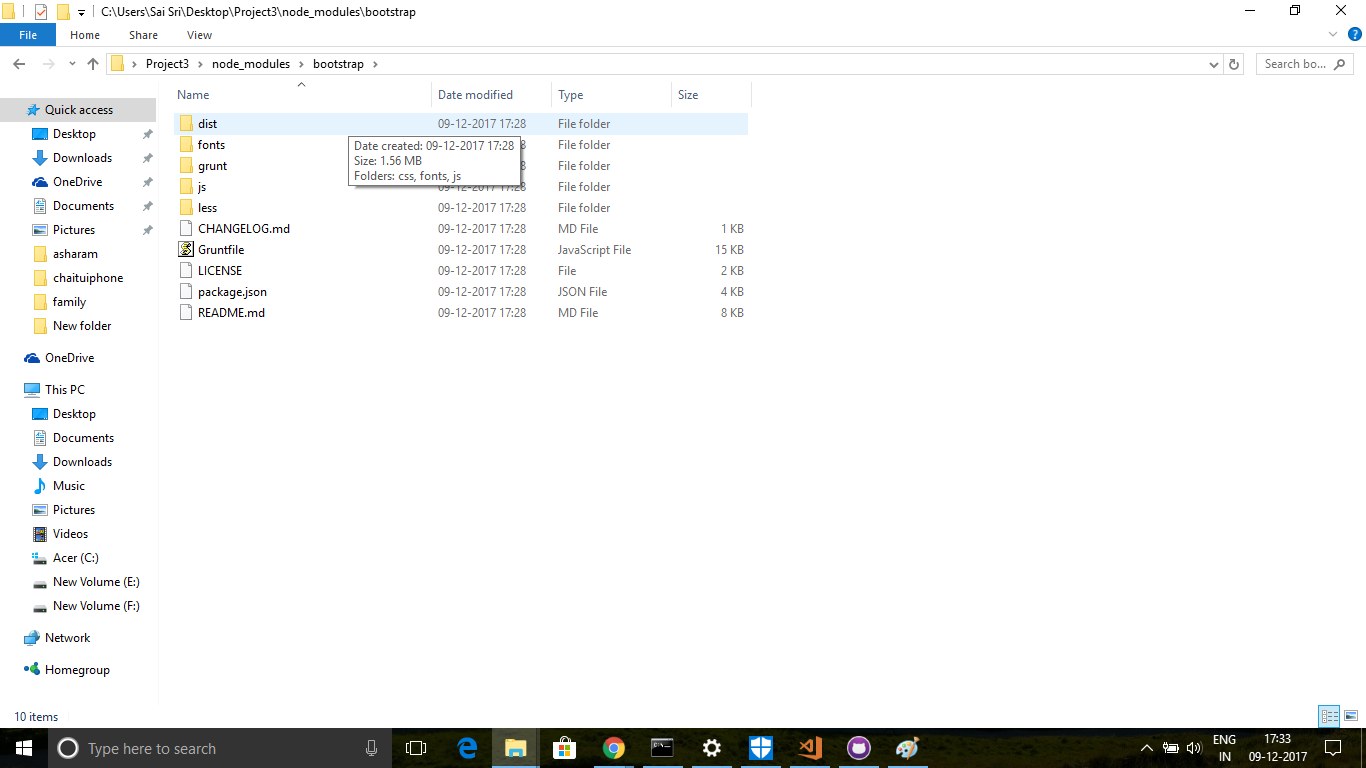 C:\Users\Sai Sri\Desktop\Project3\node_modules\bootstrap
File Home Share View
Project3 node_modules bootstrap
Search bo...
Name Date modified Type Size
Quick access
Desktop
Downloads
OneDrive
Documents
Pictures
asharam
chaituiphone
family
New folder
OneDrive
This PC
Desktop
Documents
Downloads
Music
Pictures
Videos
Acer (C:)
New Volume (E:)
New Volume (F:)
Network
Homegroup
dist 09-12-2017 17:28 File folder
fonts 8 File folder
grunt 8 File folder
js 09-12-2017 17:28 File folder
less 09-12-2017 17:28 File folder
CHANGELOG.md 09-12-2017 17:28 MD File 1 KB
Gruntfile 09-12-2017 17:28 JavaScript File 15 KB
LICENSE 09-12-2017 17:28 File 2 KB
package.json 09-12-2017 17:28 JSON File 4 KB
README.md 09-12-2017 17:28 MD File 8 KB
Date created: 09-12-2017 17:28
Size: 1.56 MB
Folders: css, fonts, js
10 items
Type here to search
ENG
IN
17:33
09-12-2017